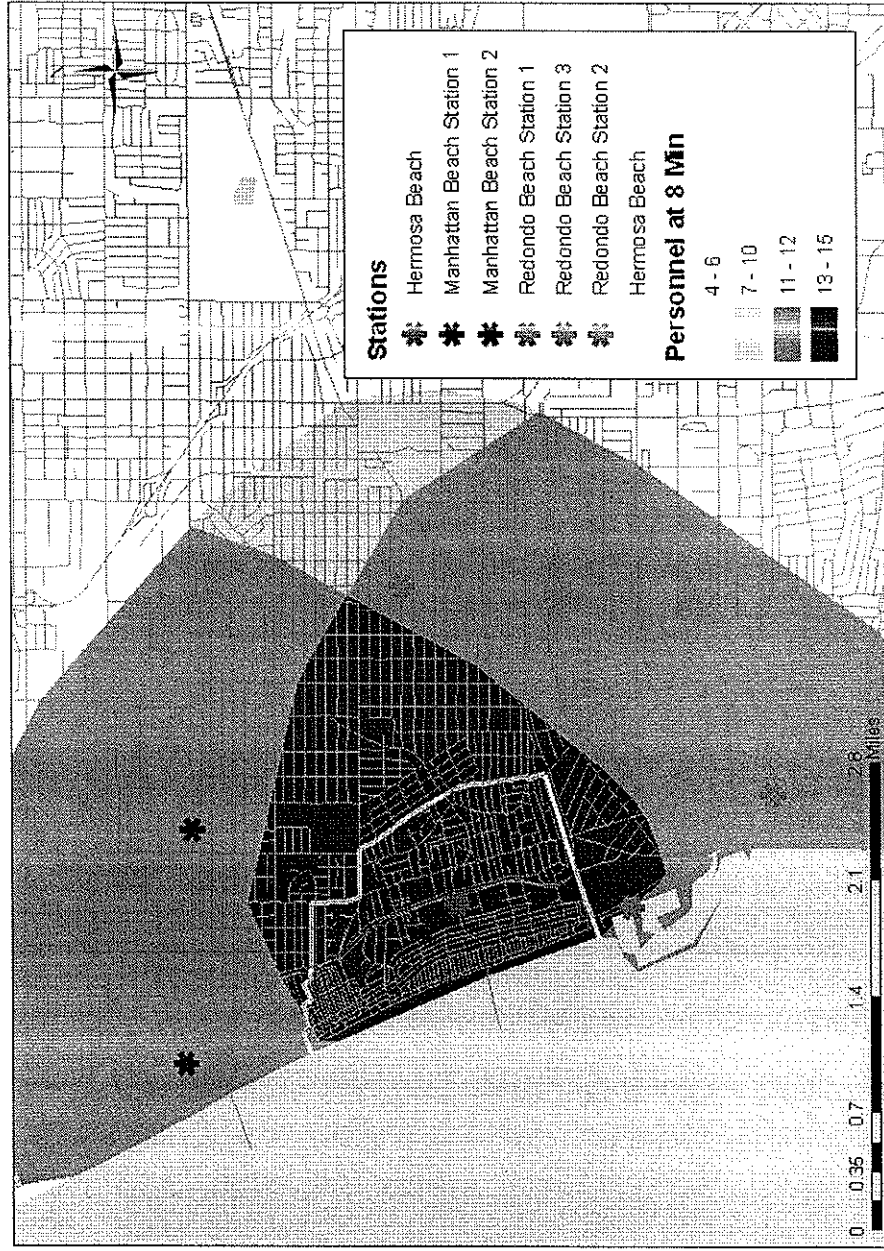 Stations
Hermosa Beach
Manhattan Beach Station 1
Manhattan Beach Station 2
Redondo Beach Station 1
Redondo Beach Station 3
Redondo Beach Station 2
Hermosa Beach
Personnel at 8 Min
4 - 6
7 - 10
11 - 12
13 - 15
0 0.35 0.7 1.4 2.1 2.8
Miles